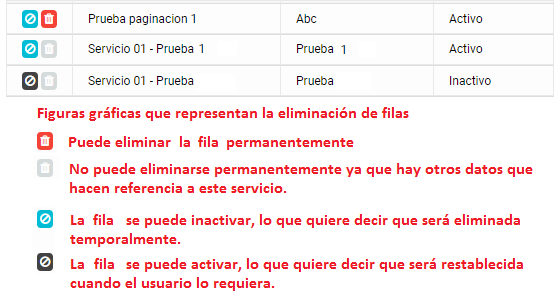 Prueba paginacion 1 Abc Activo
Servicio 01 - Prueba 1 Prueba 1 Activo
Servicio 01 - Prueba Prueba Inactivo
Figuras gráficas que representan la eliminación de filas
Puede eliminar la fila permanentemente
No puede eliminarse permanentemente ya que hay otros datos que
hacen referencia a este servicio.
La fila se puede inactivar, lo que quiere decir que será eliminada
temporalmente.
La fila se puede activar, lo que quiere decir que será restablecida
cuando el usuario lo requiera.